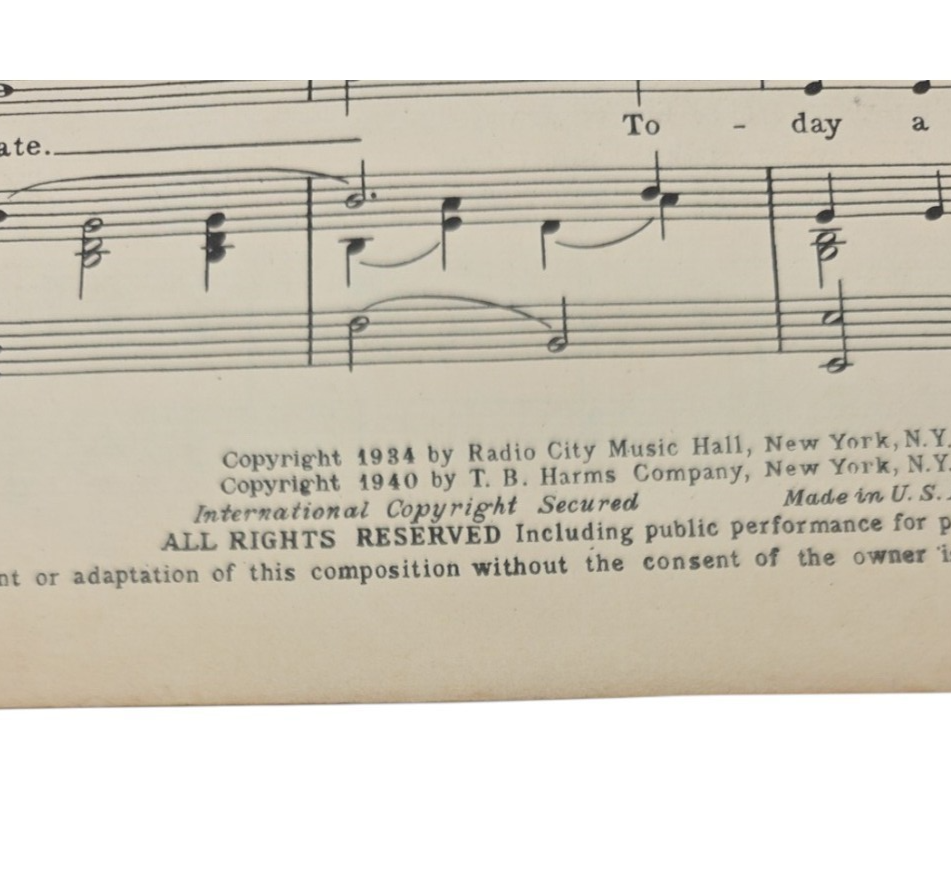 To - day a
ate.
Copyright 1934 by Radio City Music Hall, New York, N.Y.
Copyright 1940 by T. B. Harms Company, New York, N.Y.
International Copyright Secured Made in U. S.
ALL RIGHTS RESERVED Including public performance for p
nt or adaptation of this composition without the consent of the owner i